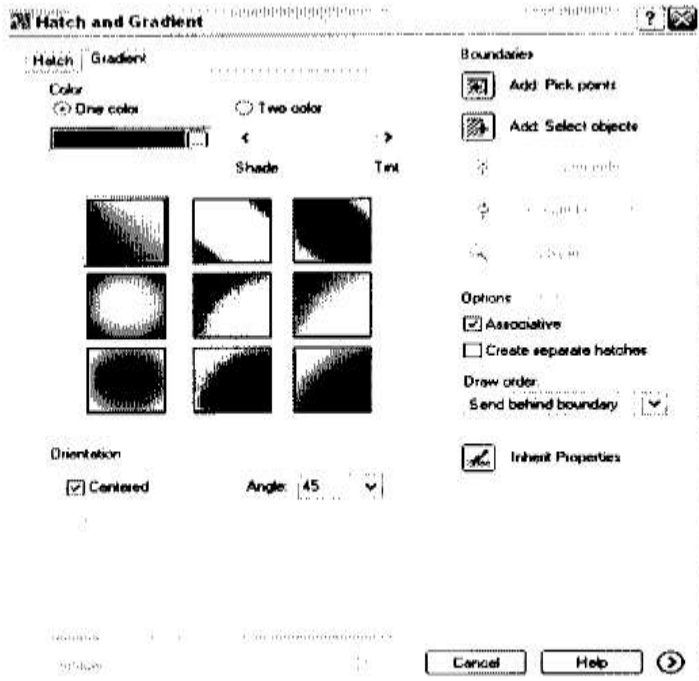 Hatch and Gradient
?
Hatch Gradient
Color
One color
Two color
Shade
Tint
Orientation
Centered
Angle: 45
Boundaries
Add: Pick points
Add: Select objects
Options
Associative
Create separate hatches
Draw order:
Send behind boundary
Inherit Properties
Cancel
Help